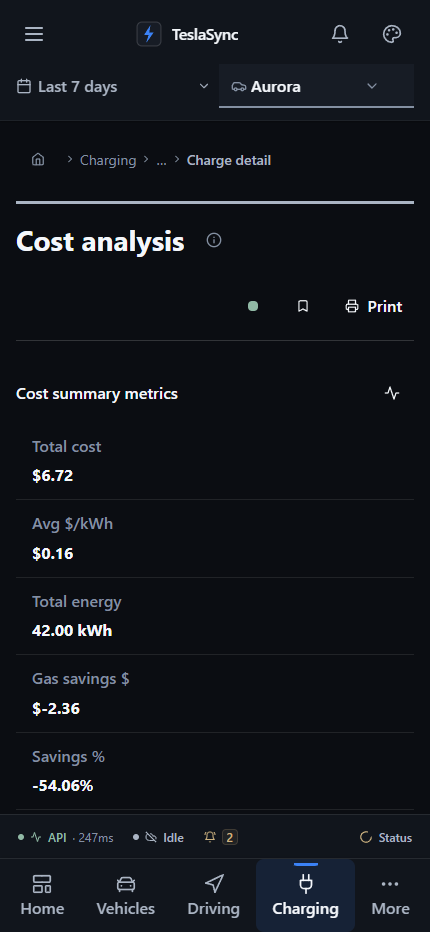 TeslaSync
Last 7 days
Aurora
Charging
...
Charge detail
Cost analysis
Print
Cost summary metrics
Total cost
$6.72
Avg $/kWh
$0.16
Total energy
42.00 kWh
Gas savings $
$-2.36
Savings %
-54.06%
API · 247ms
Idle
2
Status
Home
Vehicles
Driving
Charging
More